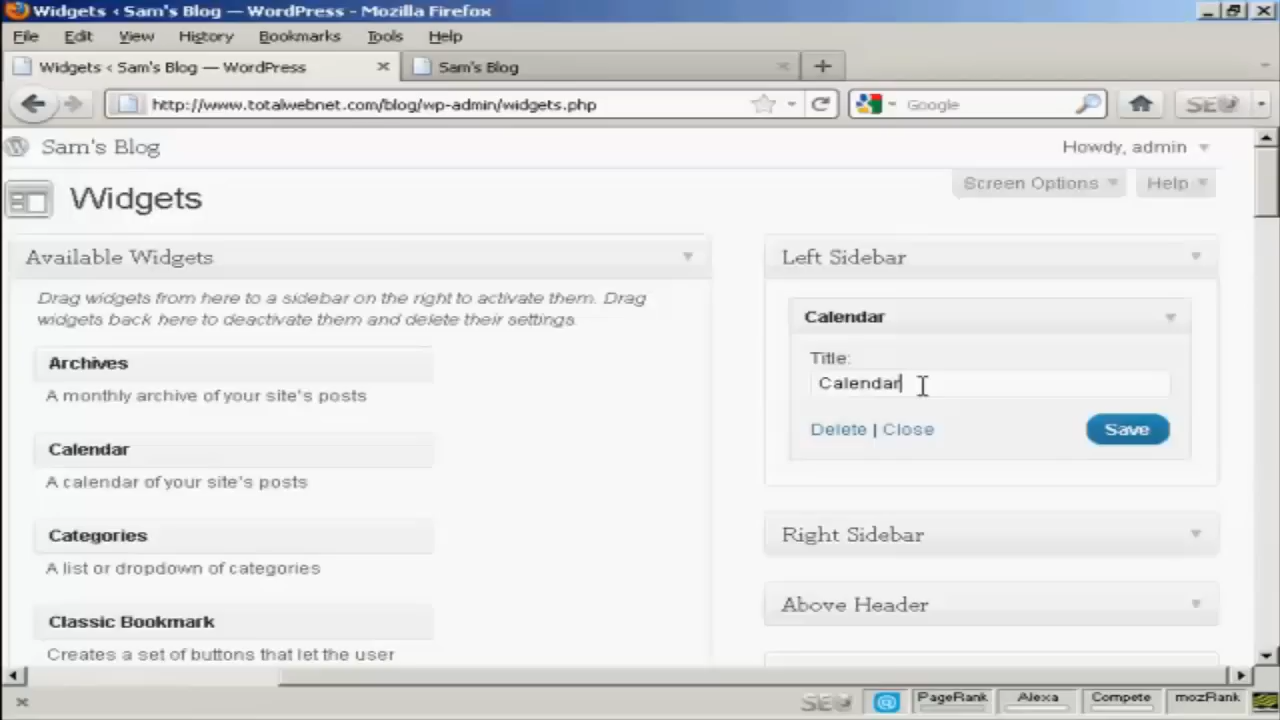 Widgets ‹ Sam's Blog — WordPress - Mozilla Firefox
File Edit View History Bookmarks Tools Help
Widgets ‹ Sam's Blog — WordPress
Sam's Blog
http://www.totalwebnet.com/blog/wp-admin/widgets.php
Google
Sam's Blog
Howdy, admin
Widgets
Screen Options
Help
Available Widgets
Drag widgets from here to a sidebar on the right to activate them. Drag
widgets back here to deactivate them and delete their settings.
Archives
A monthly archive of your site's posts
Calendar
A calendar of your site's posts
Categories
A list or dropdown of categories
Classic Bookmark
Creates a set of buttons that let the user
Left Sidebar
Calendar
Title:
Calendar
Delete | Close
Save
Right Sidebar
Above Header
PageRank
Alexa
Compete
mozRank